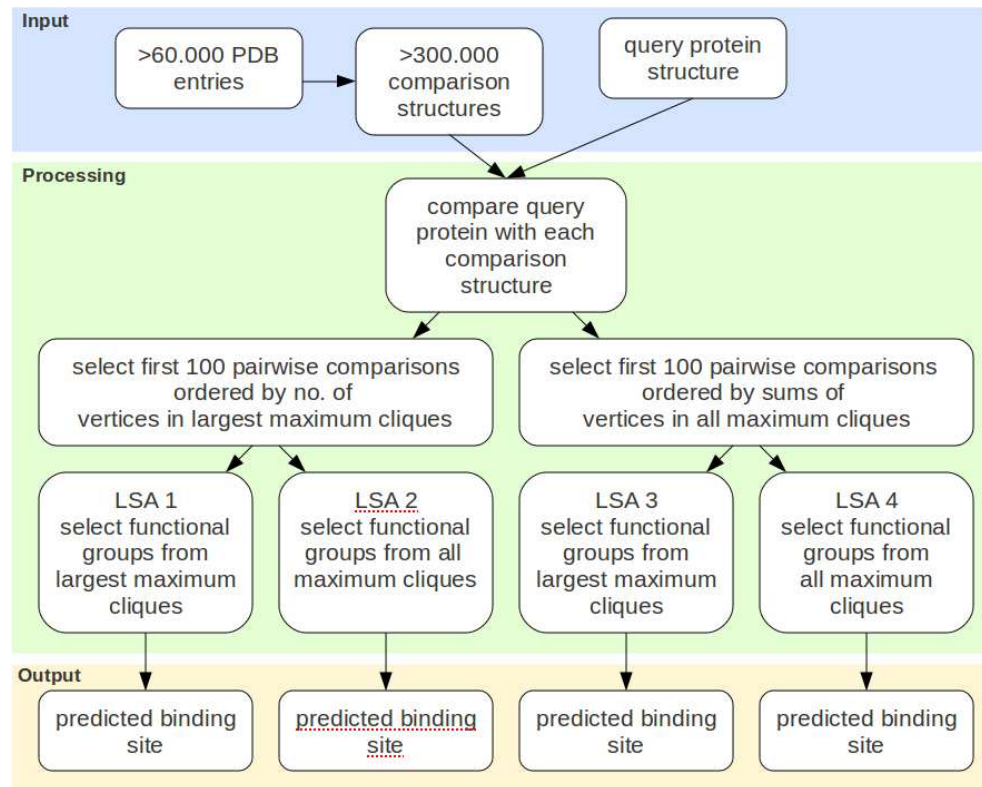 Input
>60.000 PDB
entries
>300.000
comparison
structures
query protein
structure
Processing
compare query
protein with each
comparison
structure
select first 100 pairwise comparisons
ordered by no. of
vertices in largest maximum cliques
select first 100 pairwise comparisons
ordered by sums of
vertices in all maximum cliques
LSA 1
select functional
groups from
largest maximum
cliques
LSA 2
select functional
groups from all
maximum cliques
LSA 3
select functional
groups from
largest maximum
cliques
LSA 4
select functional
groups from
all maximum
cliques
Output
predicted binding
site
predicted binding
site
predicted binding
site
predicted binding
site